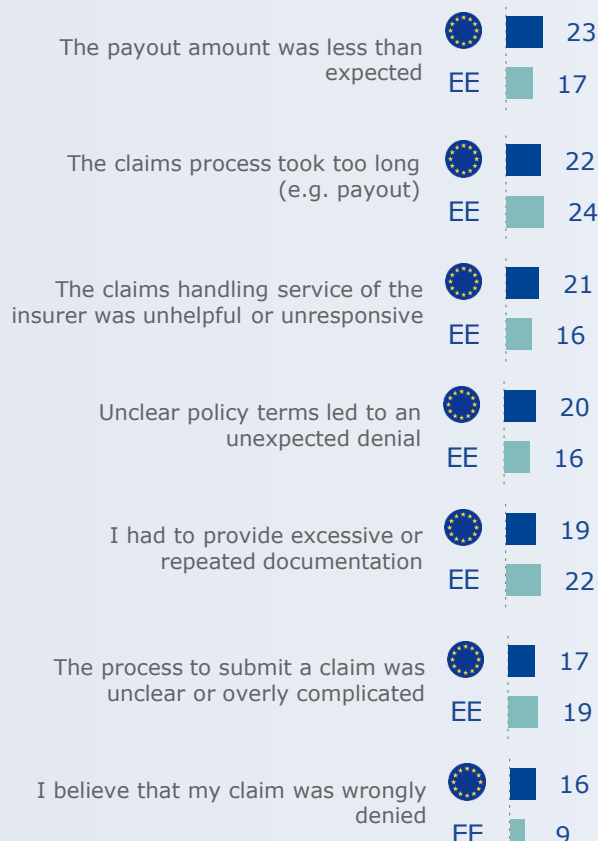 The payout amount was less than
expected
23
EE 17
The claims process took too long
(e.g. payout)
22
EE 24
The claims handling service of the
insurer was unhelpful or unresponsive
21
EE 16
Unclear policy terms led to an
unexpected denial
20
EE 16
I had to provide excessive or
repeated documentation
19
EE 22
The process to submit a claim was
unclear or overly complicated
17
EE 19
I believe that my claim was wrongly
denied
16
EE 9